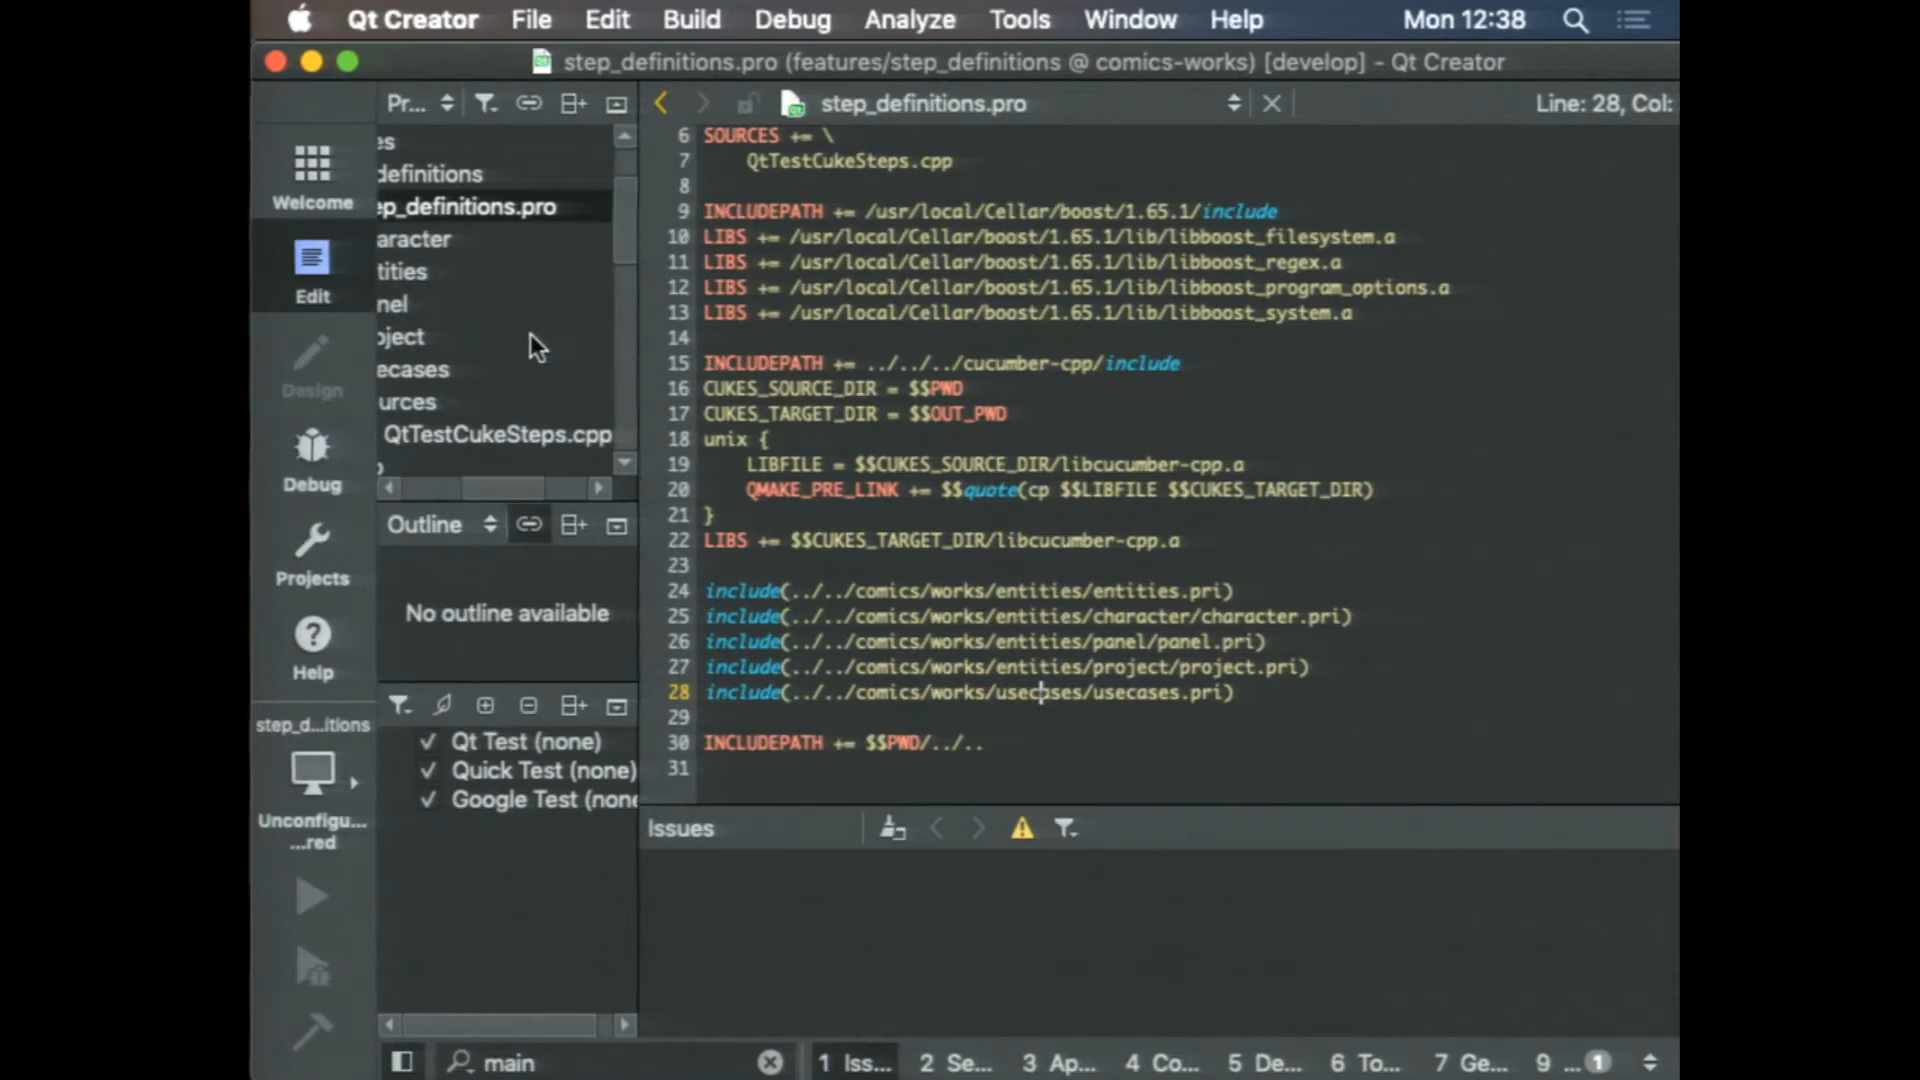 Qt Creator File Edit Build Debug Analyze Tools Window Help Mon 12:38
step_definitions.pro (features/step_definitions @ comics-works) [develop] - Qt Creator
Pr...
step_definitions.pro
Line: 28, Col:
es
definitions
ep_definitions.pro
aracter
tities
nel
oject
ecases
urces
QtTestCukeSteps.cpp
Welcome
Edit
Design
Debug
Projects
Help
step_d...itions
Unconfigu...
...red
Outline
No outline available
Qt Test (none)
Quick Test (none)
Google Test (none
6 SOURCES += \
7 QtTestCukeSteps.cpp
8
9 INCLUDEPATH += /usr/local/Cellar/boost/1.65.1/include
10 LIBS += /usr/local/Cellar/boost/1.65.1/lib/libboost_filesystem.a
11 LIBS += /usr/local/Cellar/boost/1.65.1/lib/libboost_regex.a
12 LIBS += /usr/local/Cellar/boost/1.65.1/lib/libboost_program_options.a
13 LIBS += /usr/local/Cellar/boost/1.65.1/lib/libboost_system.a
14
15 INCLUDEPATH += ../../../cucumber-cpp/include
16 CUKES_SOURCE_DIR = $$PWD
17 CUKES_TARGET_DIR = $$OUT_PWD
18 unix {
19 LIBFILE = $$CUKES_SOURCE_DIR/libcucumber-cpp.a
20 QMAKE_PRE_LINK += $$quote(cp $$LIBFILE $$CUKES_TARGET_DIR)
21 }
22 LIBS += $$CUKES_TARGET_DIR/libcucumber-cpp.a
23
24 include(../../comics/works/entities/entities.pri)
25 include(../../comics/works/entities/character/character.pri)
26 include(../../comics/works/entities/panel/panel.pri)
27 include(../../comics/works/entities/project/project.pri)
28 include(../../comics/works/usecases/usecases.pri)
29
30 INCLUDEPATH += $$PWD/../..
31
Issues
main
1 Iss... 2 Se... 3 Ap... 4 Co... 5 De... 6 To... 7 Ge... 9 ... 1